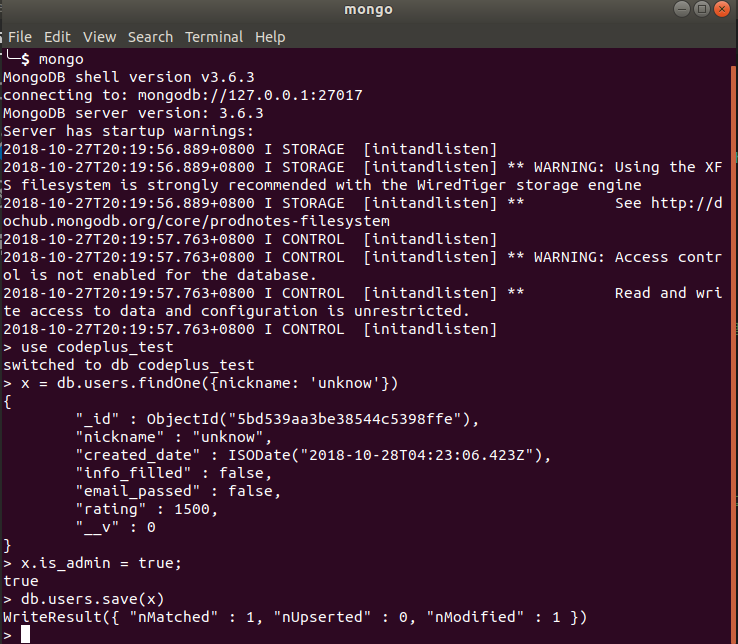 mongo
File Edit View Search Terminal Help
╰─$ mongo
MongoDB shell version v3.6.3
connecting to: mongodb://127.0.0.1:27017
MongoDB server version: 3.6.3
Server has startup warnings:
2018-10-27T20:19:56.889+0800 I STORAGE  [initandlisten]
2018-10-27T20:19:56.889+0800 I STORAGE  [initandlisten] ** WARNING: Using the XF
S filesystem is strongly recommended with the WiredTiger storage engine
2018-10-27T20:19:56.889+0800 I STORAGE  [initandlisten] **          See http://d
ochub.mongodb.org/core/prodnotes-filesystem
2018-10-27T20:19:57.763+0800 I CONTROL  [initandlisten]
2018-10-27T20:19:57.763+0800 I CONTROL  [initandlisten] ** WARNING: Access contr
ol is not enabled for the database.
2018-10-27T20:19:57.763+0800 I CONTROL  [initandlisten] **          Read and wri
te access to data and configuration is unrestricted.
2018-10-27T20:19:57.763+0800 I CONTROL  [initandlisten]
> use codeplus_test
switched to db codeplus_test
> x = db.users.findOne({nickname: 'unknow'})
{
        "_id" : ObjectId("5bd539aa3be38544c5398ffe"),
        "nickname" : "unknow",
        "created_date" : ISODate("2018-10-28T04:23:06.423Z"),
        "info_filled" : false,
        "email_passed" : false,
        "rating" : 1500,
        "__v" : 0
}
> x.is_admin = true;
true
> db.users.save(x)
WriteResult({ "nMatched" : 1, "nUpserted" : 0, "nModified" : 1 })
>